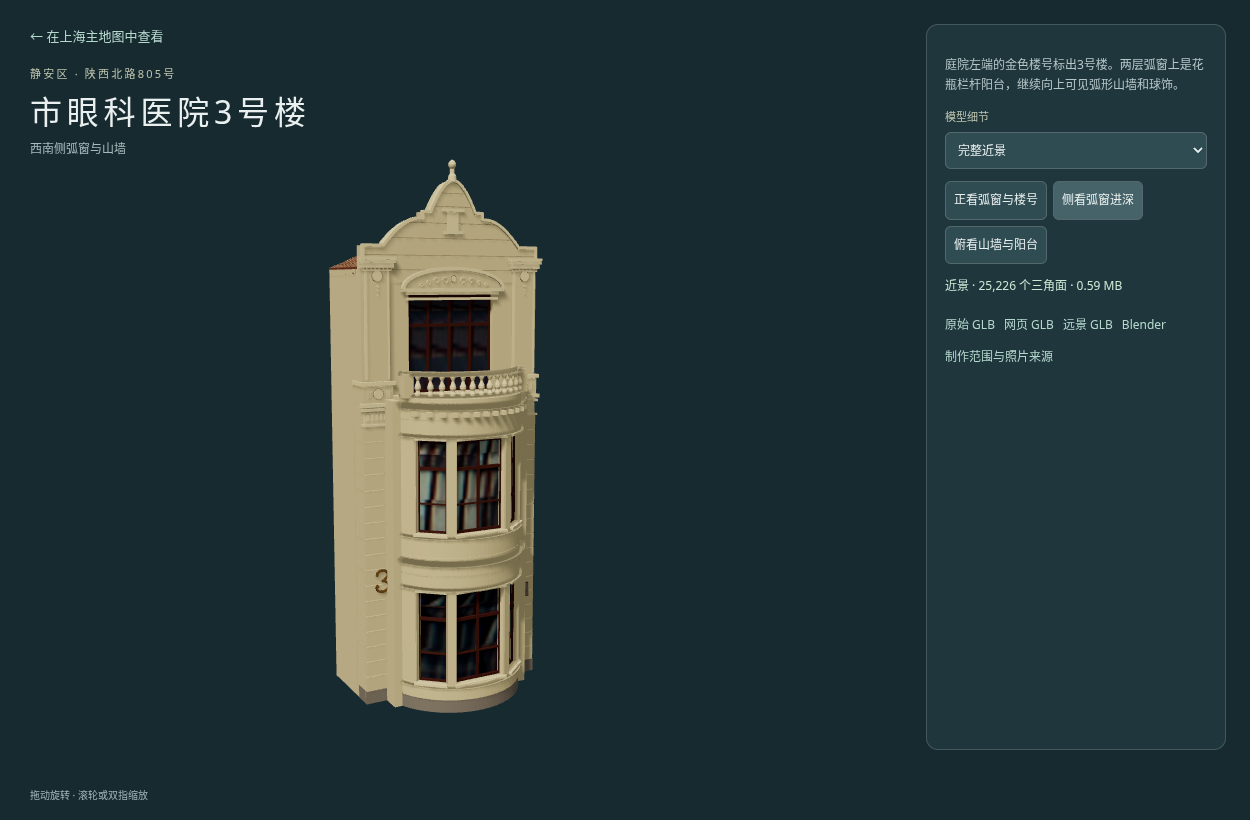 ← 在上海主地图中查看
静安区 · 陕西北路805号
市眼科医院3号楼
西南侧弧窗与山墙
3
拖动旋转 · 滚轮或双指缩放
庭院左端的金色楼号标出3号楼。两层弧窗上是花
瓶栏杆阳台，继续向上可见弧形山墙和球饰。
模型细节
完整近景
正看弧窗与楼号 侧看弧窗进深
俯看山墙与阳台
近景 · 25,226 个三角面 · 0.59 MB
原始 GLB 网页 GLB 远景 GLB Blender
制作范围与照片来源